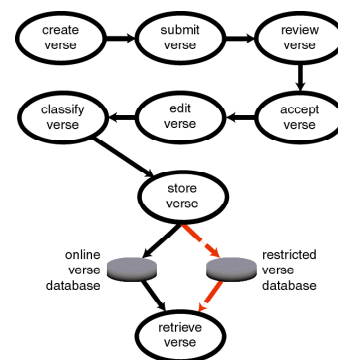 create
verse
submit
verse
review
verse
classify
verse
edit
verse
accept
verse
store
verse
online
verse
database
restricted
verse
database
retrieve
verse